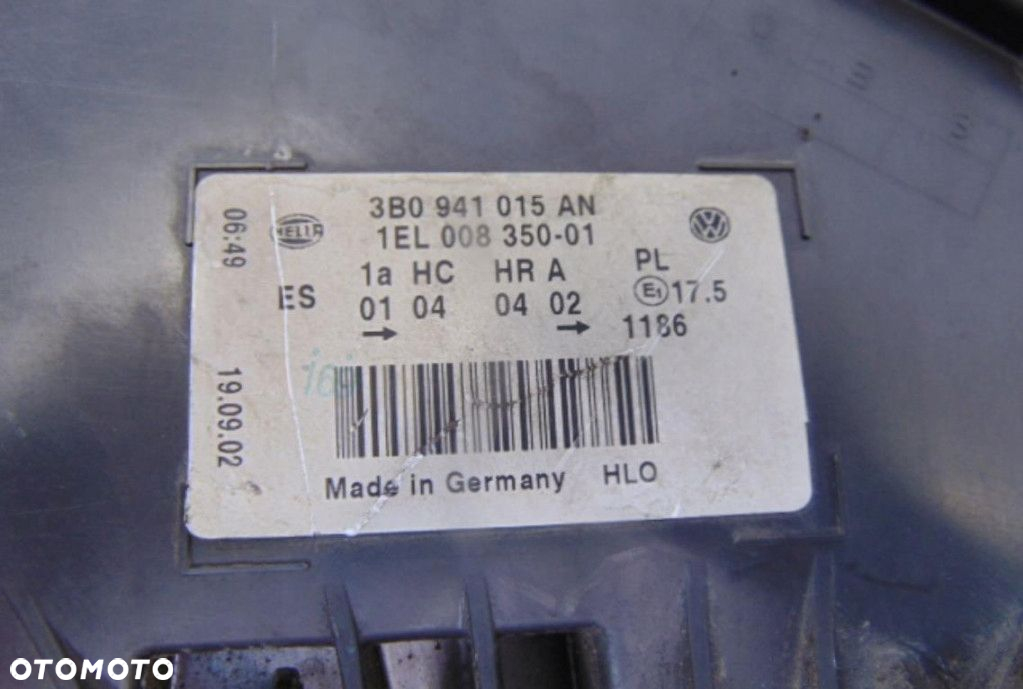 3B0 941 015 AN
1EL 008 350-01
HELLA
06:49
1a HC HR A PL
ES 01 04 04 02 E1 17.5
→ → 1186
19.09.02
Made in Germany HLO
OTOMOTO